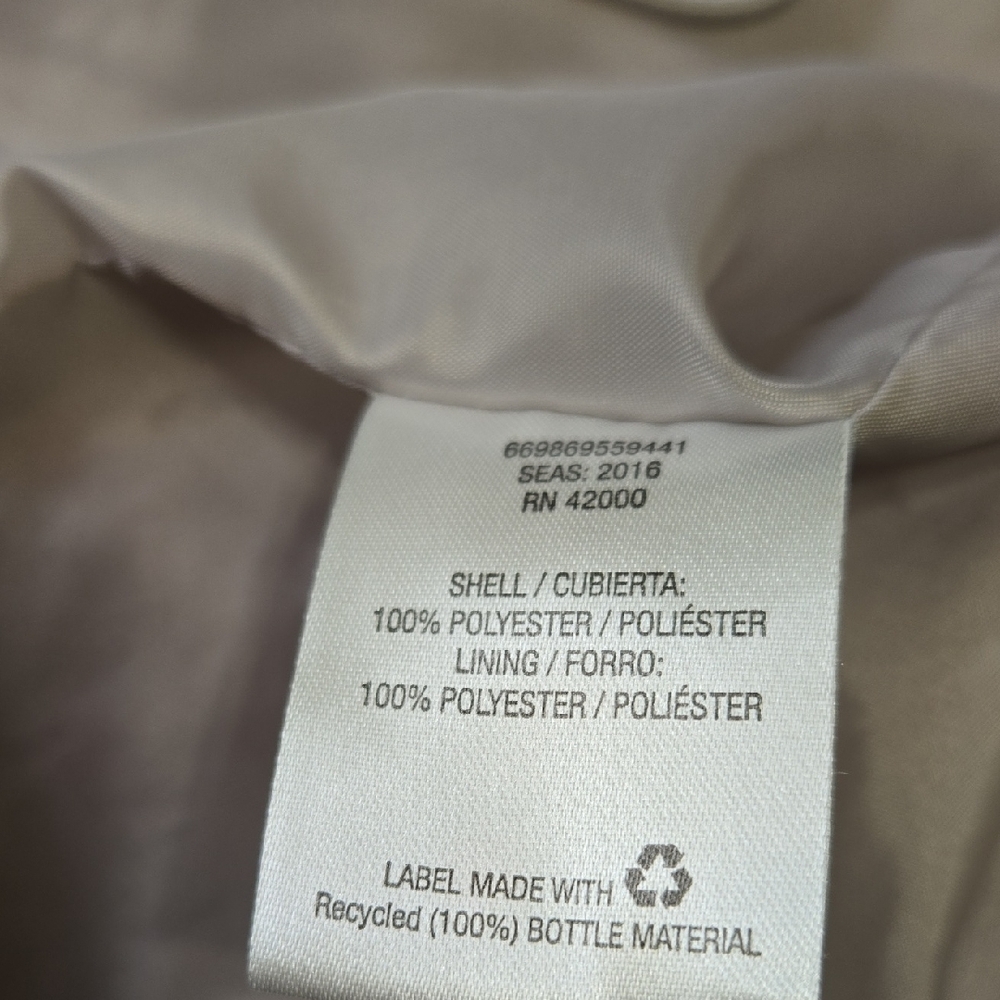 669869559441
SEAS: 2016
RN 42000
SHELL / CUBIERTA:
100% POLYESTER / POLIÉSTER
LINING / FORRO:
100% POLYESTER / POLIÉSTER
LABEL MADE WITH
Recycled (100%) BOTTLE MATERIAL